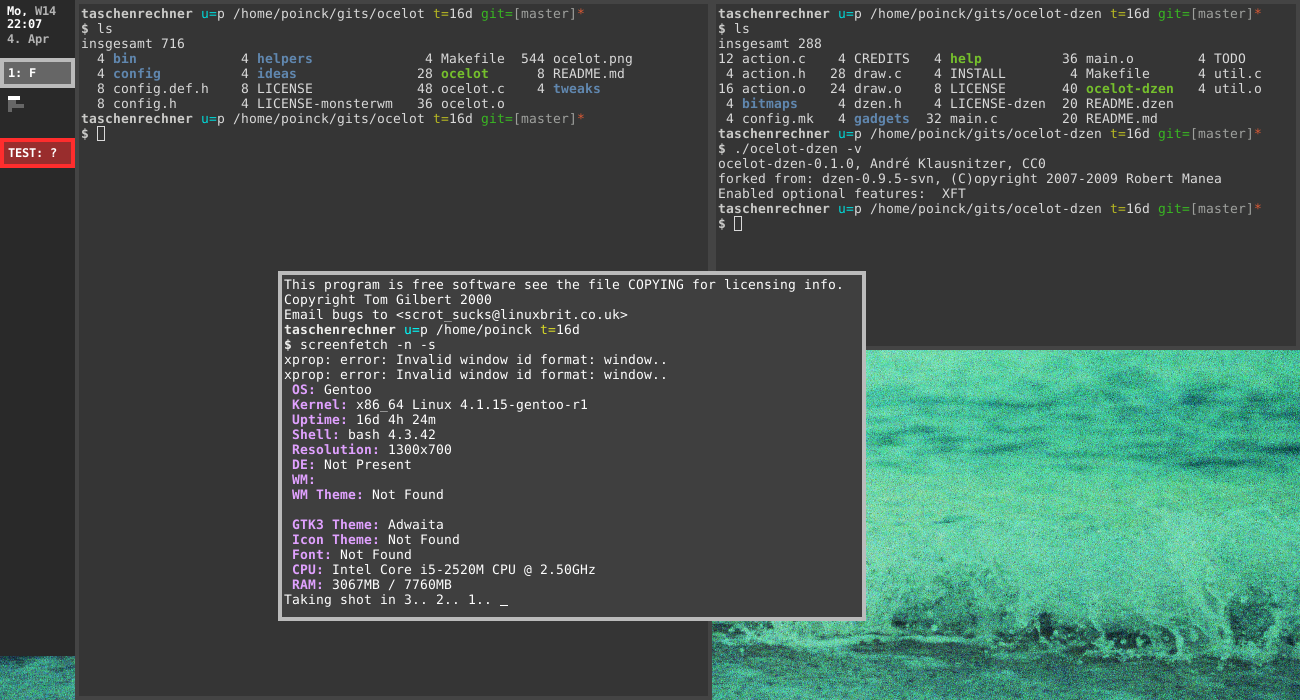 Mo, W14
22:07
4. Apr
1: F
TEST: ?
taschenrechner u=p /home/poinck/gits/ocelot t=16d git=[master]*
$ ls
insgesamt 716
4 bin 4 helpers 4 Makefile 544 ocelot.png
4 config 4 ideas 28 ocelot 8 README.md
8 config.def.h 8 LICENSE 48 ocelot.c 4 tweaks
8 config.h 4 LICENSE-monsterwm 36 ocelot.o
taschenrechner u=p /home/poinck/gits/ocelot t=16d git=[master]*
$
taschenrechner u=p /home/poinck/gits/ocelot-dzen t=16d git=[master]*
$ ls
insgesamt 288
12 action.c 4 CREDITS 4 help 36 main.o 4 TODO
4 action.h 28 draw.c 4 INSTALL 4 Makefile 4 util.c
16 action.o 24 draw.o 8 LICENSE 40 ocelot-dzen 4 util.o
4 bitmaps 4 dzen.h 4 LICENSE-dzen 20 README.dzen
4 config.mk 4 gadgets 32 main.c 20 README.md
taschenrechner u=p /home/poinck/gits/ocelot-dzen t=16d git=[master]*
$ ./ocelot-dzen -v
ocelot-dzen-0.1.0, André Klausnitzer, CC0
forked from: dzen-0.9.5-svn, (C)opyright 2007-2009 Robert Manea
Enabled optional features:  XFT
taschenrechner u=p /home/poinck/gits/ocelot-dzen t=16d git=[master]*
$
This program is free software see the file COPYING for licensing info.
Copyright Tom Gilbert 2000
Email bugs to <scrot_sucks@linuxbrit.co.uk>
taschenrechner u=p /home/poinck t=16d
$ screenfetch -n -s
xprop: error: Invalid window id format: window..
xprop: error: Invalid window id format: window..
OS: Gentoo
Kernel: x86_64 Linux 4.1.15-gentoo-r1
Uptime: 16d 4h 24m
Shell: bash 4.3.42
Resolution: 1300x700
DE: Not Present
WM:
WM Theme: Not Found
GTK3 Theme: Adwaita
Icon Theme: Not Found
Font: Not Found
CPU: Intel Core i5-2520M CPU @ 2.50GHz
RAM: 3067MB / 7760MB
Taking shot in 3.. 2.. 1.. _